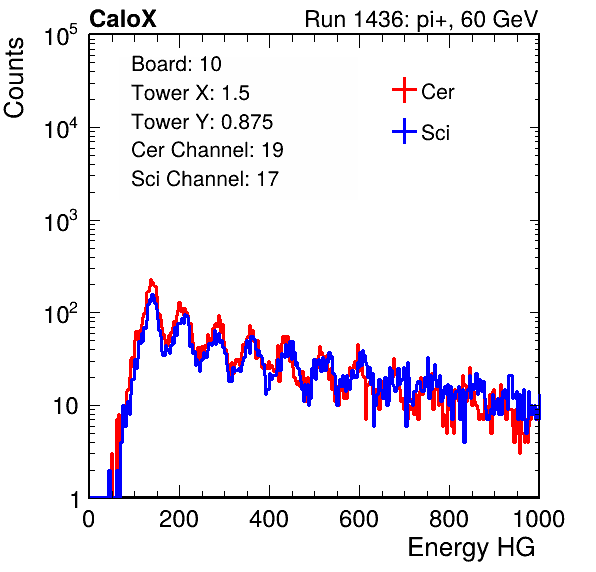 CaloX Run 1436: pi+, 60 GeV
Counts
10^5
10^4
10^3
10^2
10
1
Board: 10
Tower X: 1.5
Tower Y: 0.875
Cer Channel: 19
Sci Channel: 17
Cer
Sci
0 200 400 600 800 1000
Energy HG